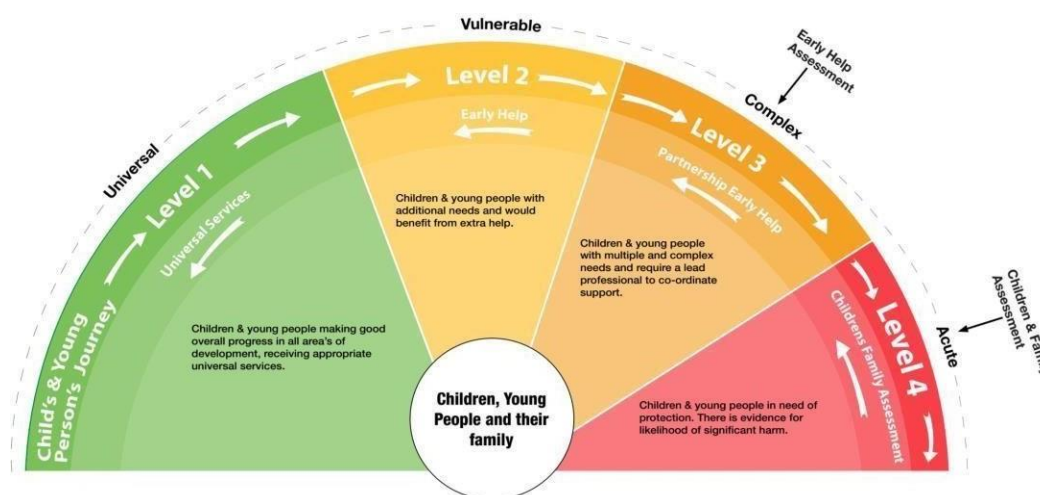 Vulnerable
Universal
Complex
Early Help
Assessment
Acute
Children & Family
Assessment
Child's & Young
Person's Journey
Level 1
Universal Services
Children & young people making good
overall progress in all area's of
development, receiving appropriate
universal services.
Level 2
Early Help
Children & young people with
additional needs and would
benefit from extra help.
Level 3
Partnership Early Help
Children & young people
with multiple and complex
needs and require a lead
professional to co-ordinate
support.
Level 4
Childrens Family Assessment
Children & young people in need of
protection. There is evidence for
likelihood of significant harm.
Children, Young
People and their
family